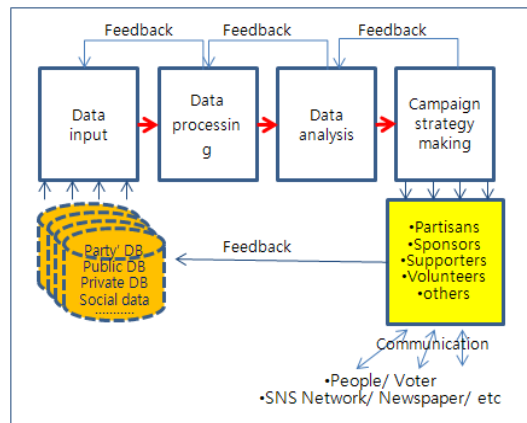 Feedback
Feedback
Feedback
Data
input
Data
processin
g
Data
analysis
Campaign
strategy
making
Party' DB
Public DB
Private DB
Social data
...........
Feedback
•Partisans
•Sponsors
•Supporters
•Volunteers
•others
Communication
•People/ Voter
•SNS Network/ Newspaper/ etc